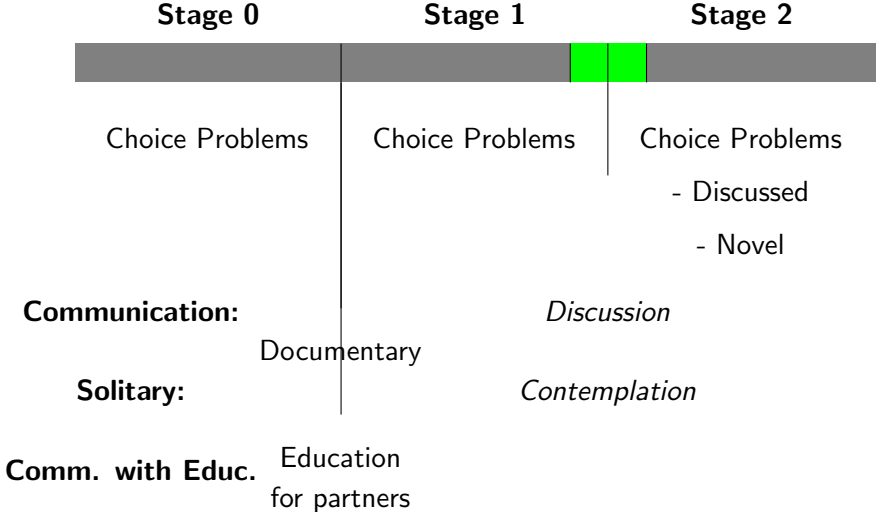 Stage 0 Stage 1 Stage 2
Choice Problems Choice Problems Choice Problems
- Discussed
- Novel
Communication: Discussion
Documentary
Solitary: Contemplation
Education
Comm. with Educ.
for partners